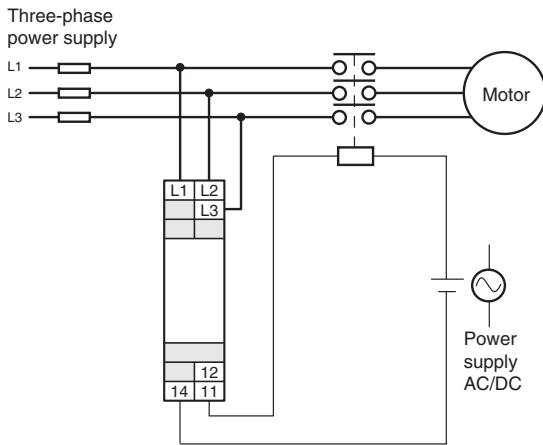 Three-phase
power supply
L1
L2
L3
Motor
L1 L2
L3
12
14 11
Power
supply
AC/DC